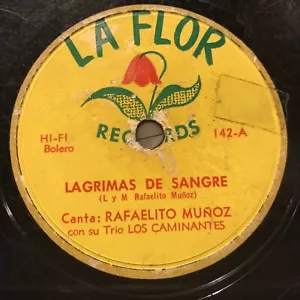 LA FLOR
RECORDS
HI-FI
Bolero
142-A
LAGRIMAS DE SANGRE
(L y M Rafaelito Muñoz)
Canta: RAFAELITO MUÑOZ
con su Trio LOS CAMINANTES